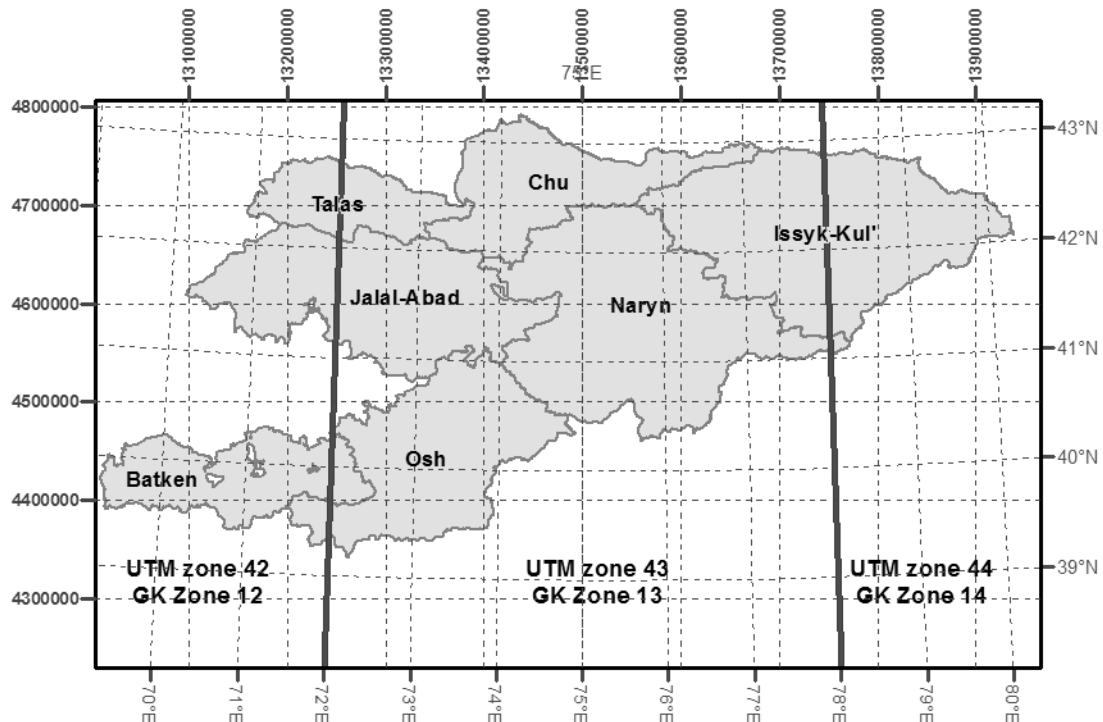 13100000
13200000
13300000
13400000
13500000
13600000
13700000
13800000
13900000
75°E
4800000
43°N
Chu
4700000
Talas
42°N
Issyk-Kul'
4600000
Jalal-Abad
Naryn
41°N
4500000
40°N
Osh
Batken
4400000
UTM zone 42
GK Zone 12
UTM zone 43
GK Zone 13
UTM zone 44
GK Zone 14
39°N
4300000
70°E
71°E
72°E
73°E
74°E
75°E
76°E
77°E
78°E
79°E
80°E